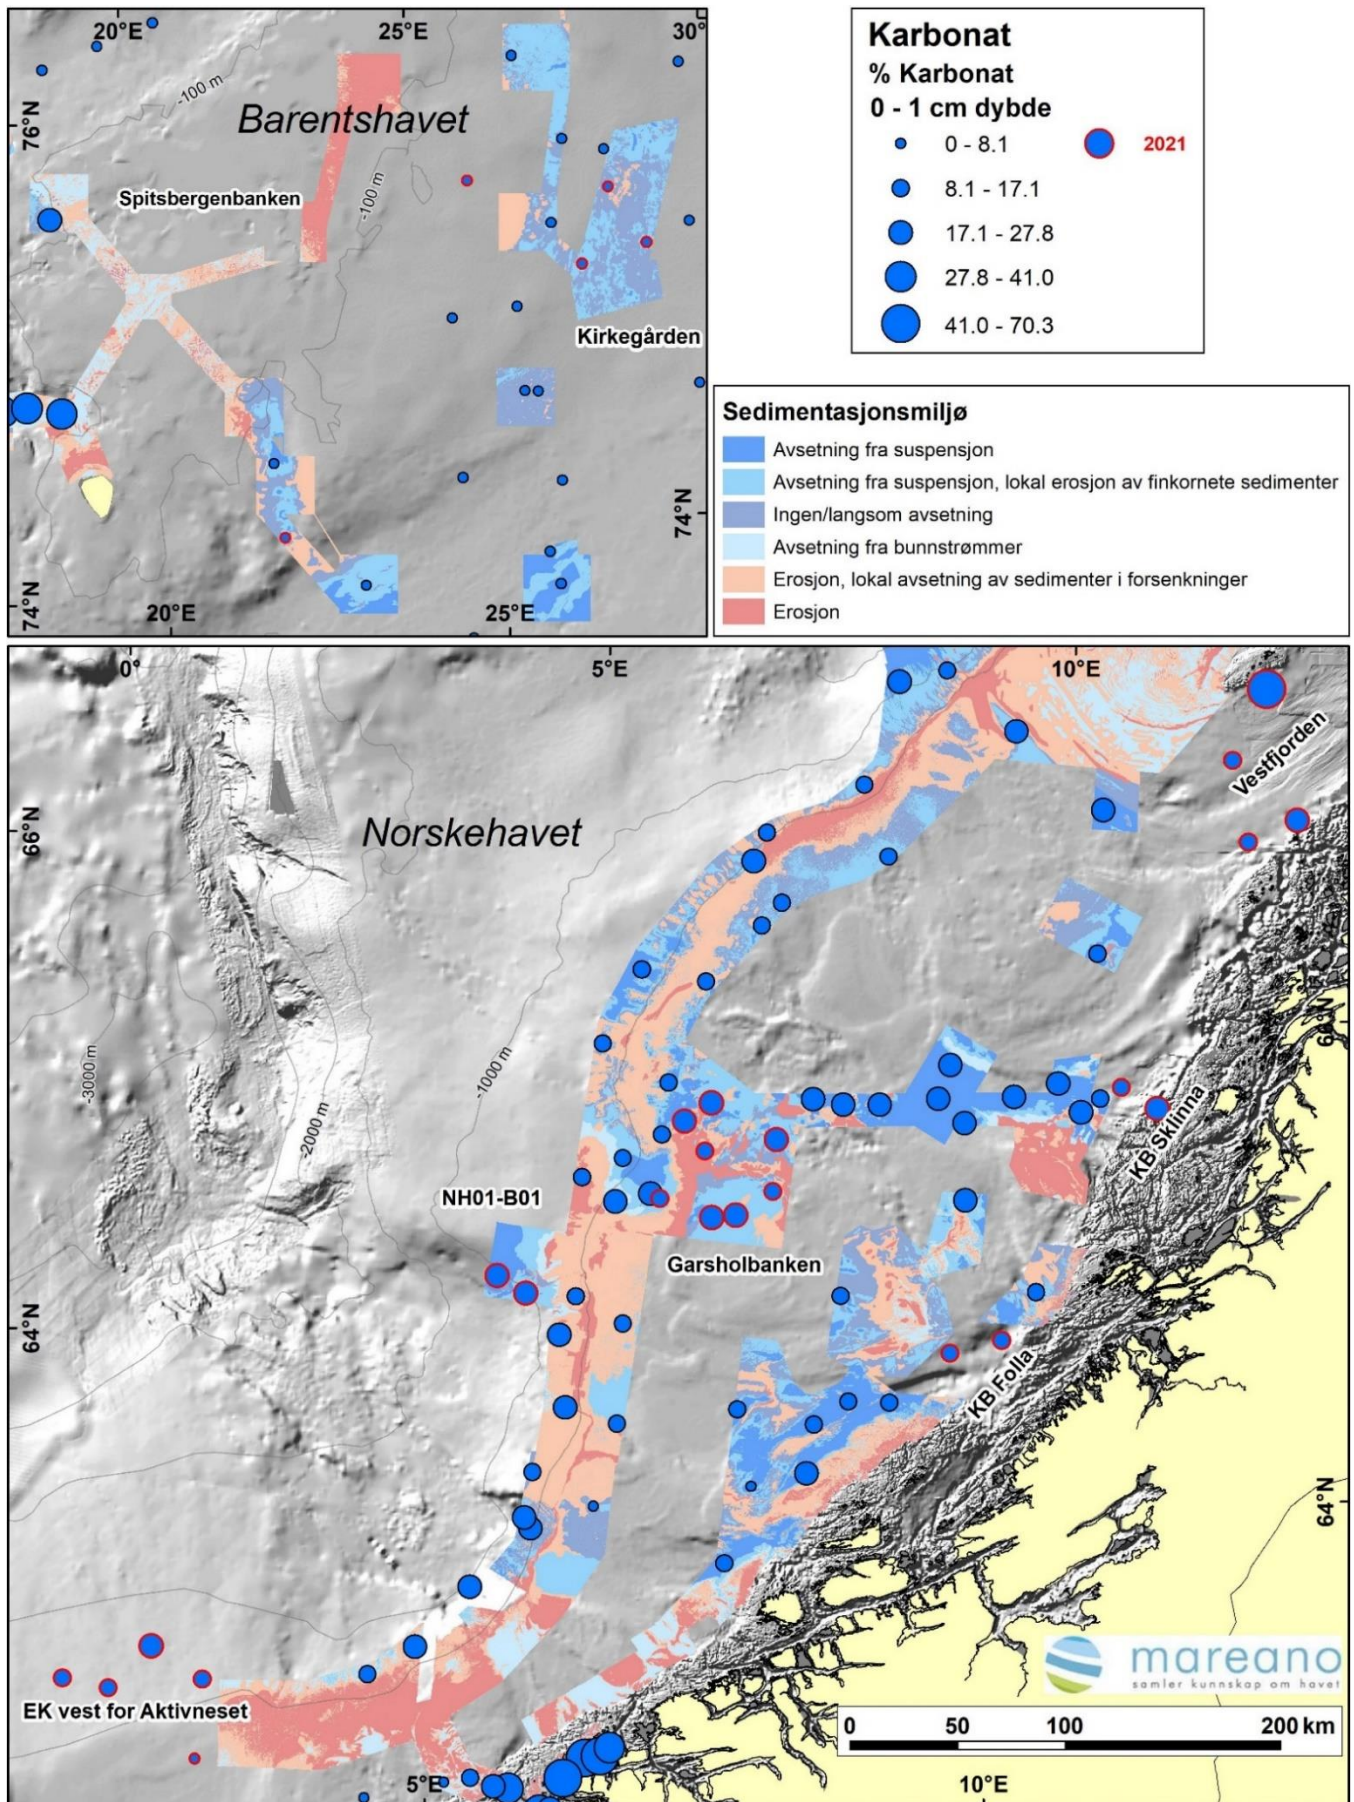 20°E
25°E
30°
-100 m
Barentshavet
76°N
Spitsbergenbanken
-100 m
Kirkegården
74°N
74°N
20°E
25°E
Karbonat
% Karbonat
0 - 1 cm dybde
0 - 8.1
2021
8.1 - 17.1
17.1 - 27.8
27.8 - 41.0
41.0 - 70.3
Sedimentasjonsmiljø
Avsetning fra suspensjon
Avsetning fra suspensjon, lokal erosjon av finkornete sedimenter
Ingen/langsom avsetning
Avsetning fra bunnstrømmer
Erosjon, lokal avsetning av sedimenter i forsenkninger
Erosjon
0°
5°E
10°E
Vestfjorden
66°N
Norskehavet
66°N
-3000 m
-1000 m
-2000 m
KB Sklinna
NH01-B01
Garsholbanken
64°N
KB Folla
64°N
mareano
samler kunnskap om havet
EK vest for Aktivneset
0 50 100 200 km
5°E
10°E